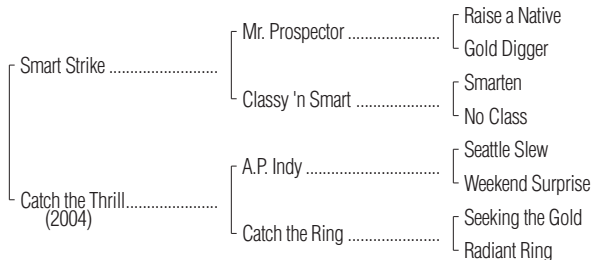 Raise a Native
Mr. Prospector ....................
Gold Digger
Smart Strike ........................
Smarten
Classy 'n Smart ..................
No Class
Seattle Slew
A.P. Indy .............................
Weekend Surprise
Catch the Thrill....................
(2004)
Seeking the Gold
Catch the Ring ....................
Radiant Ring